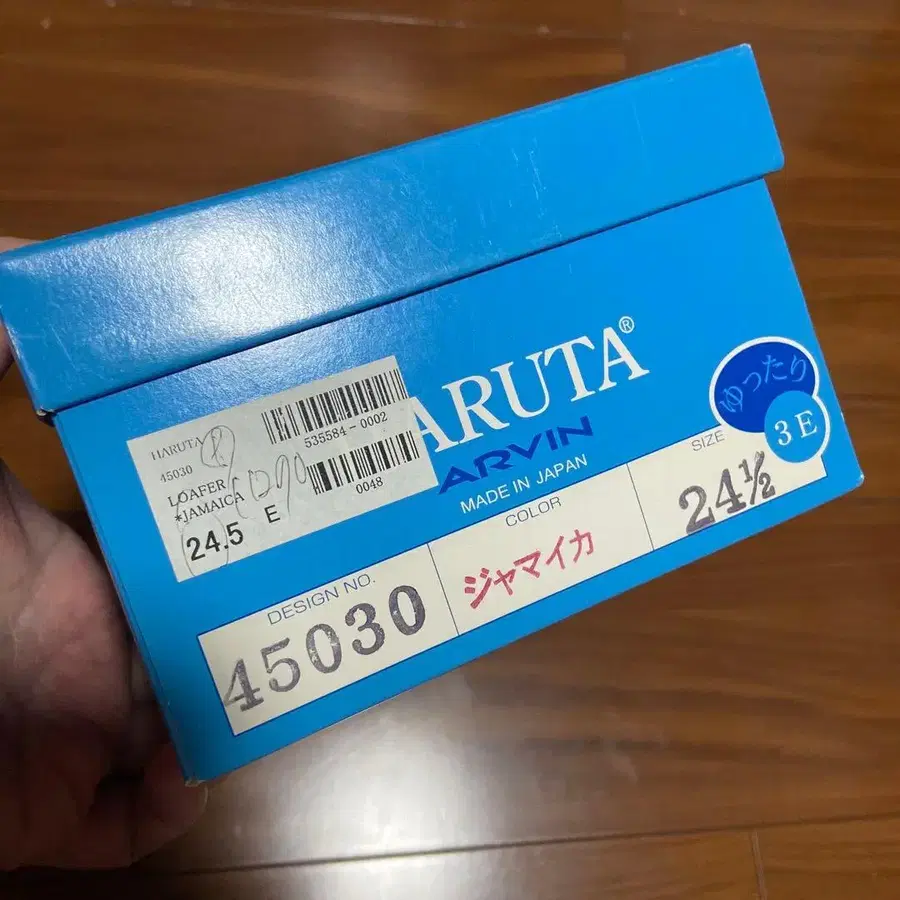 HARUTA
45030
LOAFER
*JAMAICA
24.5 E
535584-0002
0048
ARUTA®
ARVIN
MADE IN JAPAN
ゆったり
3E
DESIGN NO.
45030
COLOR
ジャマイカ
SIZE
24½